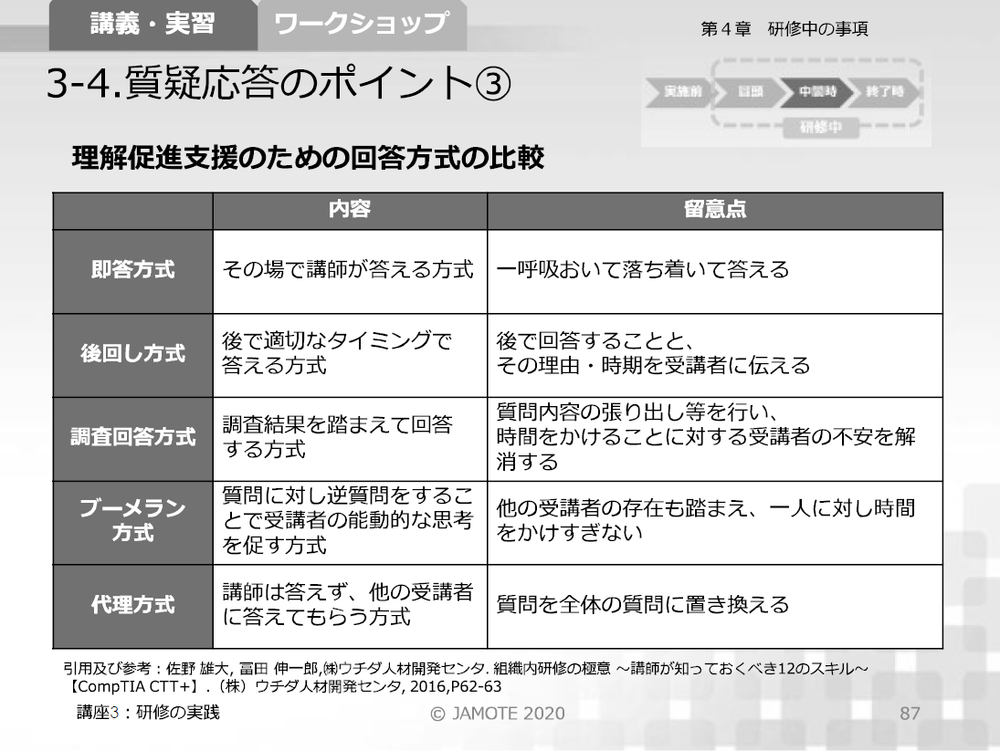 講義・実習
ワークショップ
第４章　研修中の事項
3-4.質疑応答のポイント③
実施前
冒頭
中間時
終了時
研修中
理解促進支援のための回答方式の比較
内容
留意点
即答方式
その場で講師が答える方式
一呼吸おいて落ち着いて答える
後回し方式
後で適切なタイミングで
答える方式
後で回答することと、
その理由・時期を受講者に伝える
調査回答方式
調査結果を踏まえて回答
する方式
質問内容の張り出し等を行い、
時間をかけることに対する受講者の不安を解
消する
ブーメラン
方式
質問に対し逆質問をするこ
とで受講者の能動的な思考
を促す方式
他の受講者の存在も踏まえ、一人に対し時間
をかけすぎない
代理方式
講師は答えず、他の受講者
に答えてもらう方式
質問を全体の質問に置き換える
引用及び参考：佐野 雄大, 冨田 伸一郎,㈱ウチダ人材開発センタ. 組織内研修の極意 ～講師が知っておくべき12のスキル～
【CompTIA CTT+】.（株）ウチダ人材開発センタ, 2016,P62-63
講座3：研修の実践
© JAMOTE 2020
87